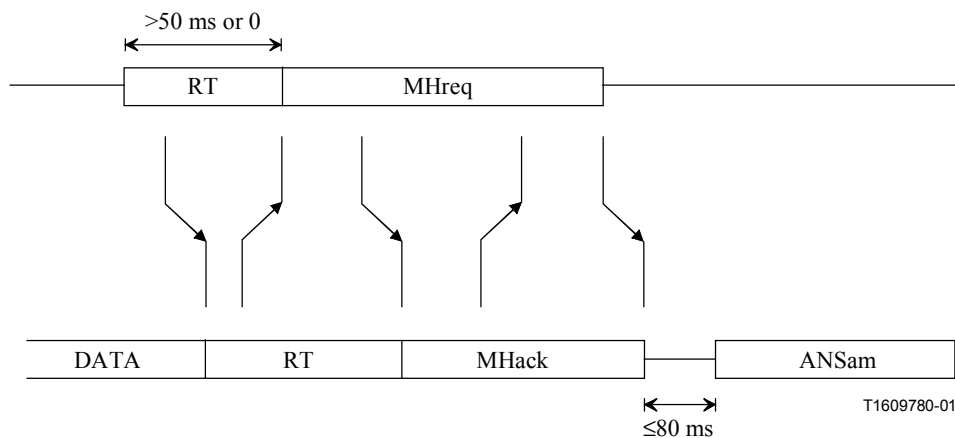 >50 ms or 0
RT MHreq
DATA RT MHack ANSam
T1609780-01
≤80 ms